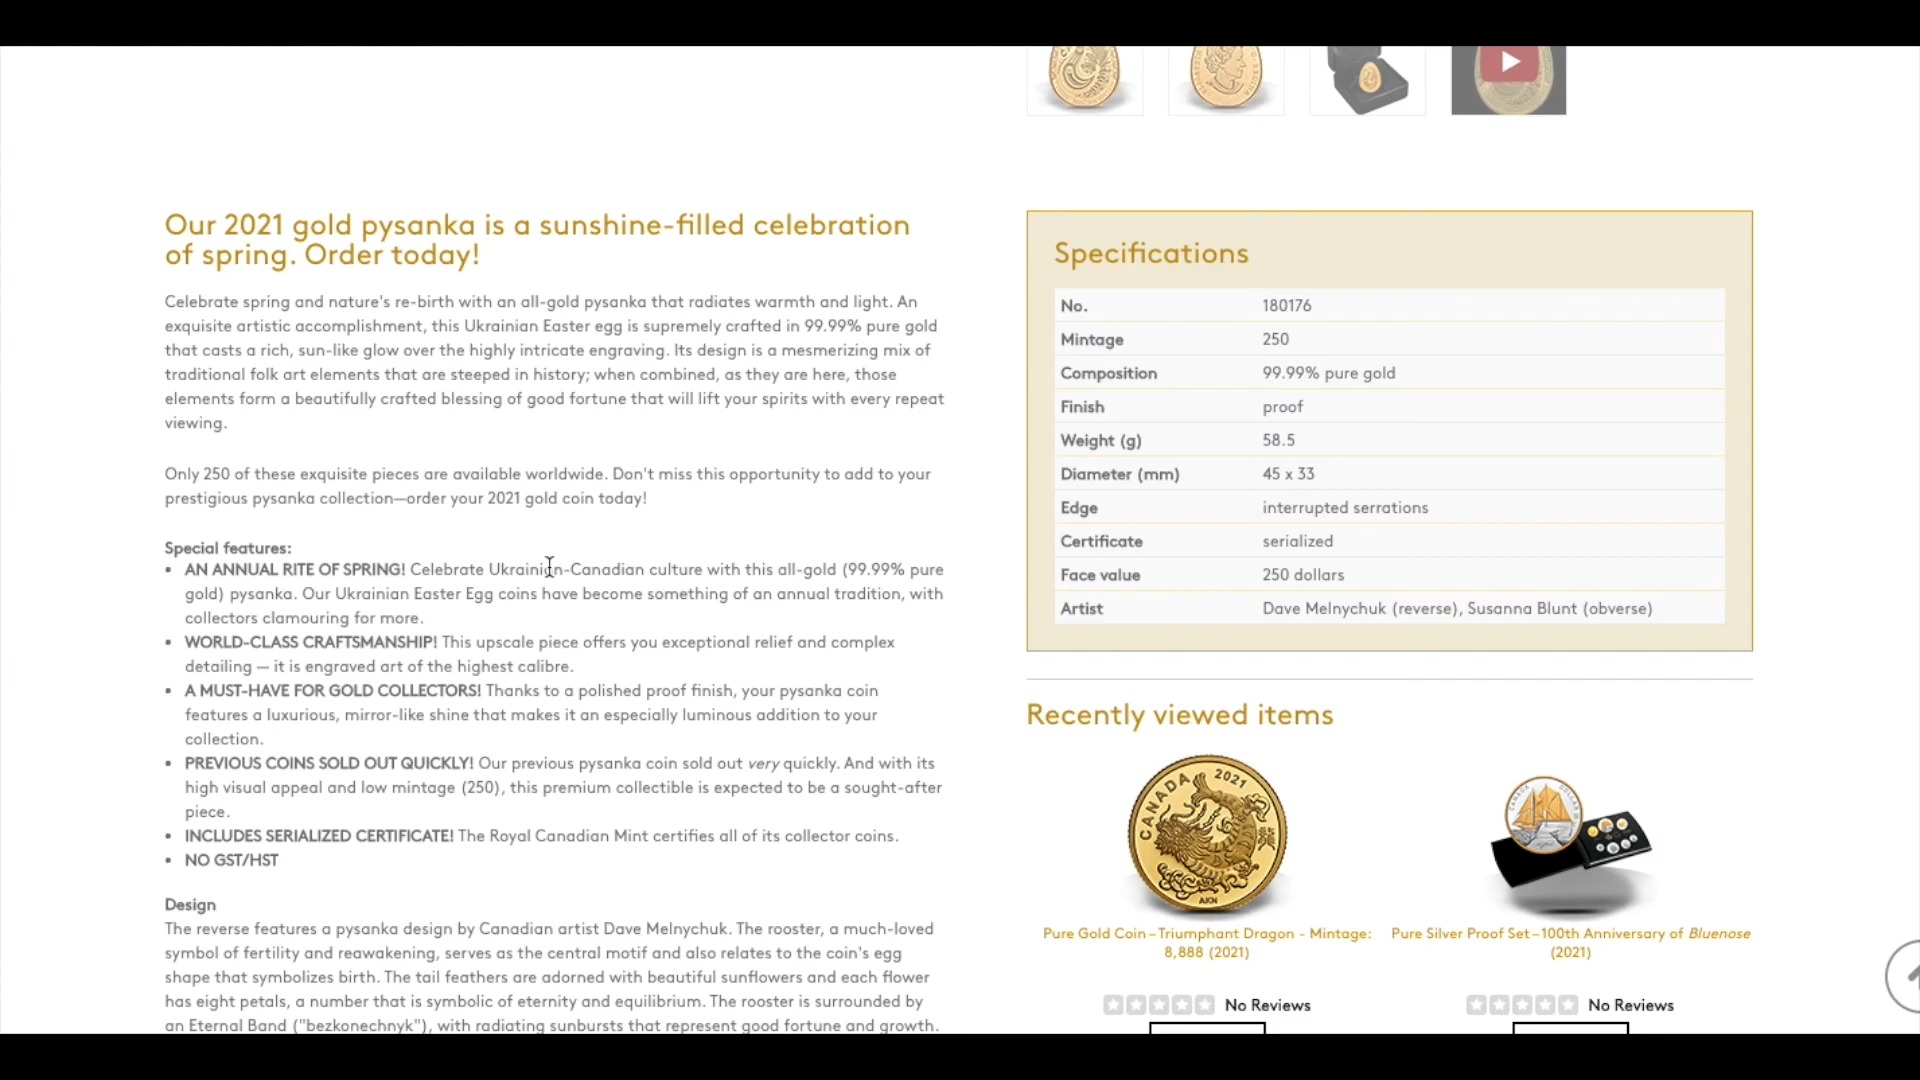 Our 2021 gold pysanka is a sunshine-filled celebration
of spring. Order today!
Celebrate spring and nature's re-birth with an all-gold pysanka that radiates warmth and light. An
exquisite artistic accomplishment, this Ukrainian Easter egg is supremely crafted in 99.99% pure gold
that casts a rich, sun-like glow over the highly intricate engraving. Its design is a mesmerizing mix of
traditional folk art elements that are steeped in history; when combined, as they are here, those
elements form a beautifully crafted blessing of good fortune that will lift your spirits with every repeat
viewing.
Only 250 of these exquisite pieces are available worldwide. Don't miss this opportunity to add to your
prestigious pysanka collection—order your 2021 gold coin today!
Special features:
• AN ANNUAL RITE OF SPRING! Celebrate Ukrainian-Canadian culture with this all-gold (99.99% pure
gold) pysanka. Our Ukrainian Easter Egg coins have become something of an annual tradition, with
collectors clamouring for more.
• WORLD-CLASS CRAFTSMANSHIP! This upscale piece offers you exceptional relief and complex
detailing — it is engraved art of the highest calibre.
• A MUST-HAVE FOR GOLD COLLECTORS! Thanks to a polished proof finish, your pysanka coin
features a luxurious, mirror-like shine that makes it an especially luminous addition to your
collection.
• PREVIOUS COINS SOLD OUT QUICKLY! Our previous pysanka coin sold out very quickly. And with its
high visual appeal and low mintage (250), this premium collectible is expected to be a sought-after
piece.
• INCLUDES SERIALIZED CERTIFICATE! The Royal Canadian Mint certifies all of its collector coins.
• NO GST/HST
Design
The reverse features a pysanka design by Canadian artist Dave Melnychuk. The rooster, a much-loved
symbol of fertility and reawakening, serves as the central motif and also relates to the coin's egg
shape that symbolizes birth. The tail feathers are adorned with beautiful sunflowers and each flower
has eight petals, a number that is symbolic of eternity and equilibrium. The rooster is surrounded by
an Eternal Band ("bezkonechnyk"), with radiating sunbursts that represent good fortune and growth.
Specifications
No. 180176
Mintage 250
Composition 99.99% pure gold
Finish proof
Weight (g) 58.5
Diameter (mm) 45 x 33
Edge interrupted serrations
Certificate serialized
Face value 250 dollars
Artist Dave Melnychuk (reverse), Susanna Blunt (obverse)
Recently viewed items
CANADA 2021
Pure Gold Coin – Triumphant Dragon - Mintage:
8,888 (2021)
No Reviews
Pure Silver Proof Set – 100th Anniversary of Bluenose
(2021)
No Reviews